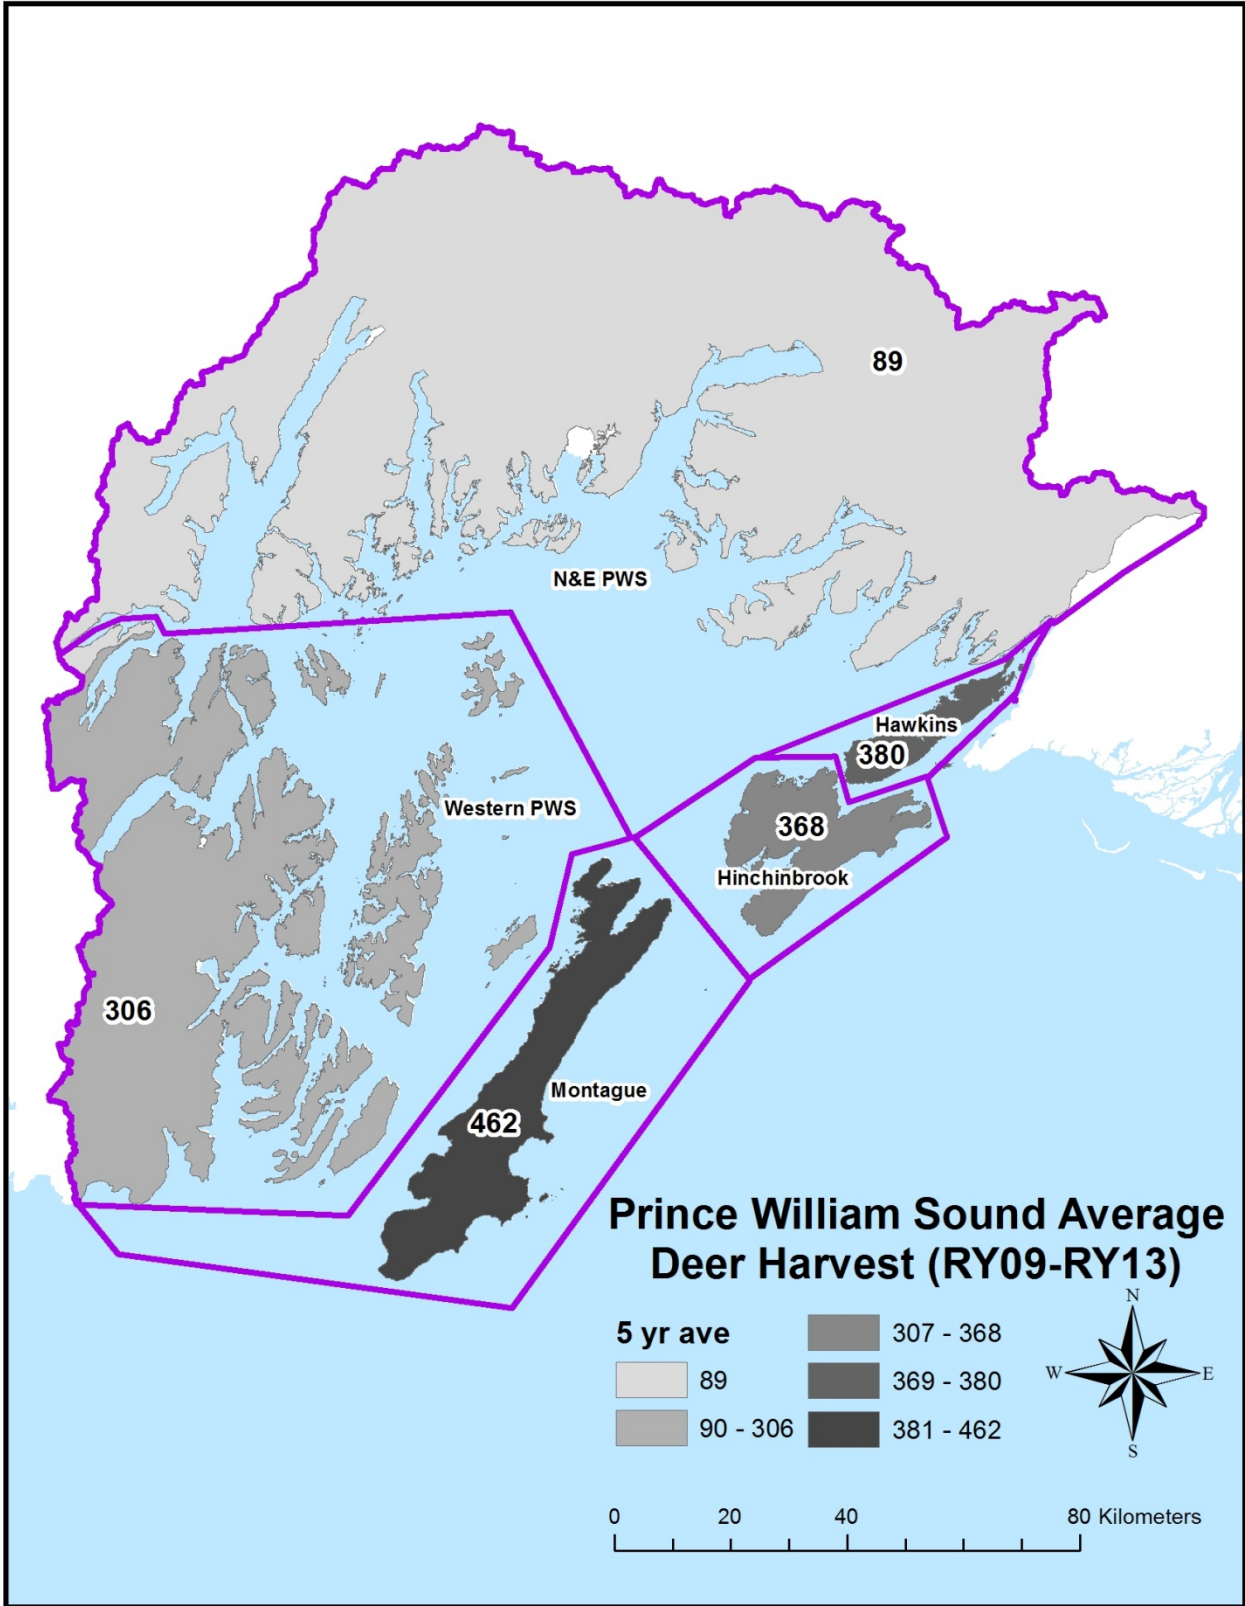 89
N&E PWS
Hawkins
380
Western PWS
368
Hinchinbrook
306
Montague
462
Prince William Sound Average
Deer Harvest (RY09-RY13)
5 yr ave
89
90 - 306
307 - 368
369 - 380
381 - 462
N
W
E
S
0 20 40 80 Kilometers